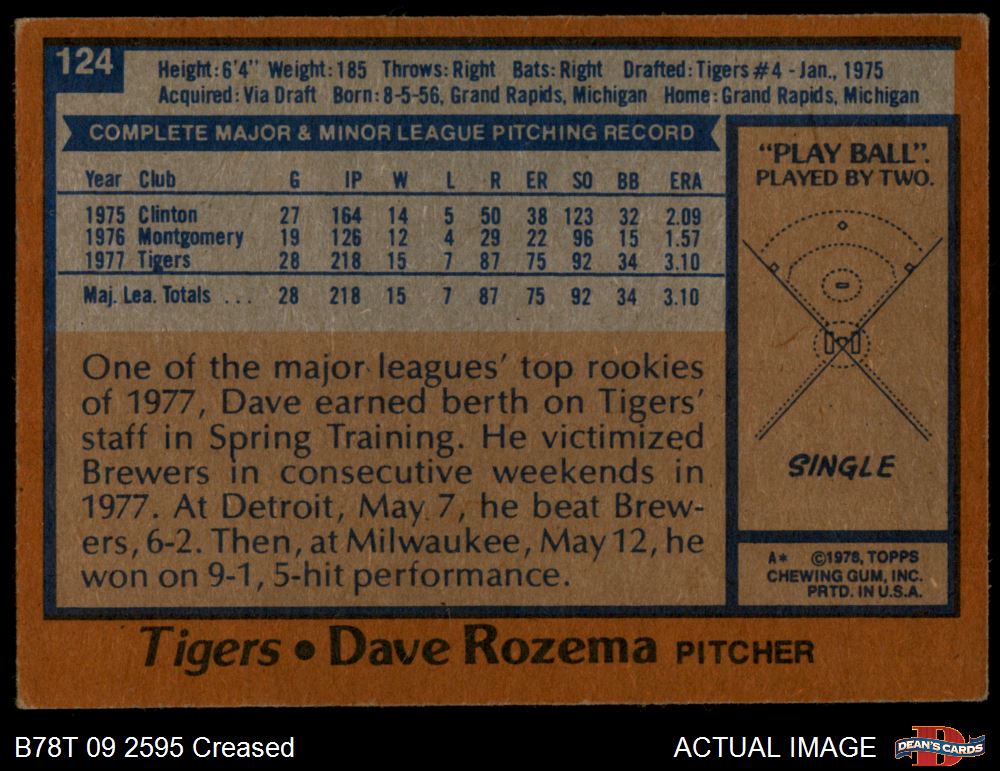 124
Height:6'4" Weight:185 Throws:Right Bats:Right Drafted:Tigers #4 - Jan., 1975
Acquired: Via Draft Born:8-5-56, Grand Rapids, Michigan Home:Grand Rapids, Michigan
COMPLETE MAJOR & MINOR LEAGUE PITCHING RECORD
Year Club G IP W L R ER SO BB ERA
1975 Clinton 27 164 14 5 50 38 123 32 2.09
1976 Montgomery 19 126 12 4 29 22 96 15 1.57
1977 Tigers 28 218 15 7 87 75 92 34 3.10
Maj. Lea. Totals ... 28 218 15 7 87 75 92 34 3.10
One of the major leagues' top rookies
of 1977, Dave earned berth on Tigers'
staff in Spring Training. He victimized
Brewers in consecutive weekends in
1977. At Detroit, May 7, he beat Brew-
ers, 6-2. Then, at Milwaukee, May 12, he
won on 9-1, 5-hit performance.
"PLAY BALL".
PLAYED BY TWO.
SINGLE
A* ©1978, TOPPS
CHEWING GUM, INC.
PRTD. IN U.S.A.
Tigers • Dave Rozema PITCHER
B78T 09 2595 Creased
ACTUAL IMAGE
DEAN'S CARDS